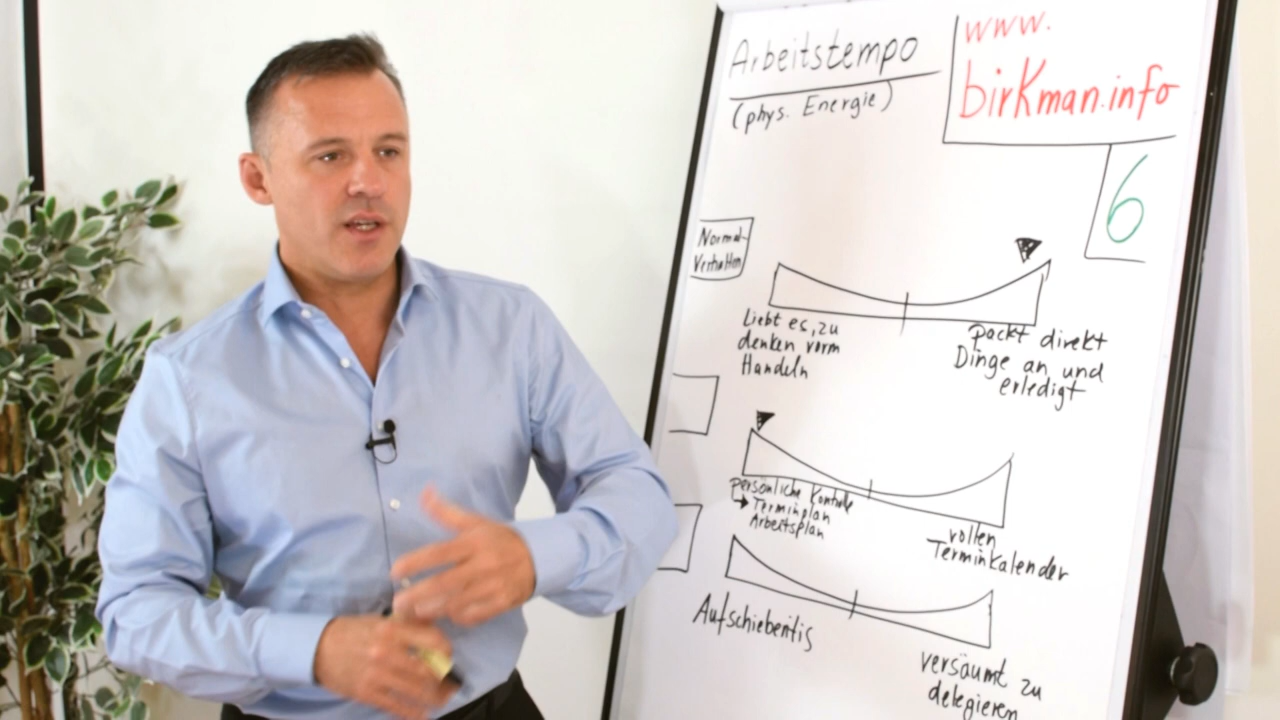 Arbeitstempo
(phys. Energie)
www.
birkman.info
6
Normal-
Verhalten
Liebt es, zu
denken vorm
Handeln
packt direkt
Dinge an und
erledigt
persönliche Kontrolle
Terminplan
Arbeitsplan
vollen
Terminkalender
Aufschieberitis
versäumt zu
delegieren